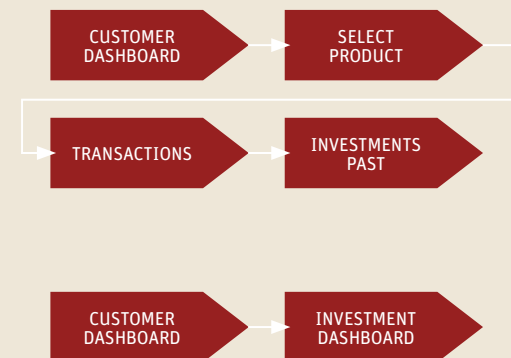 CUSTOMER
DASHBOARD
SELECT
PRODUCT
TRANSACTIONS
INVESTMENTS
PAST
CUSTOMER
DASHBOARD
INVESTMENT
DASHBOARD